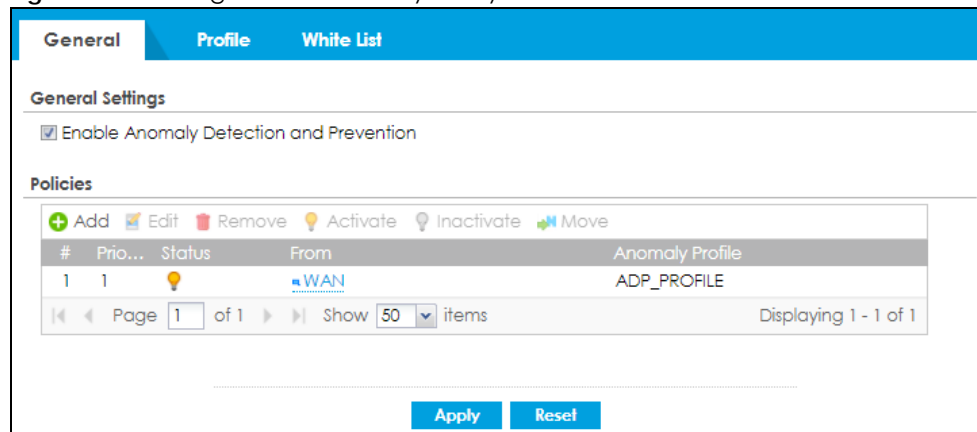 General Profile White List
General Settings
Enable Anomaly Detection and Prevention
Policies
Add Edit Remove Activate Inactivate Move
# Prio... Status From Anomaly Profile
1 1 WAN ADP_PROFILE
Page 1 of 1 Show 50 items Displaying 1 - 1 of 1
Apply Reset